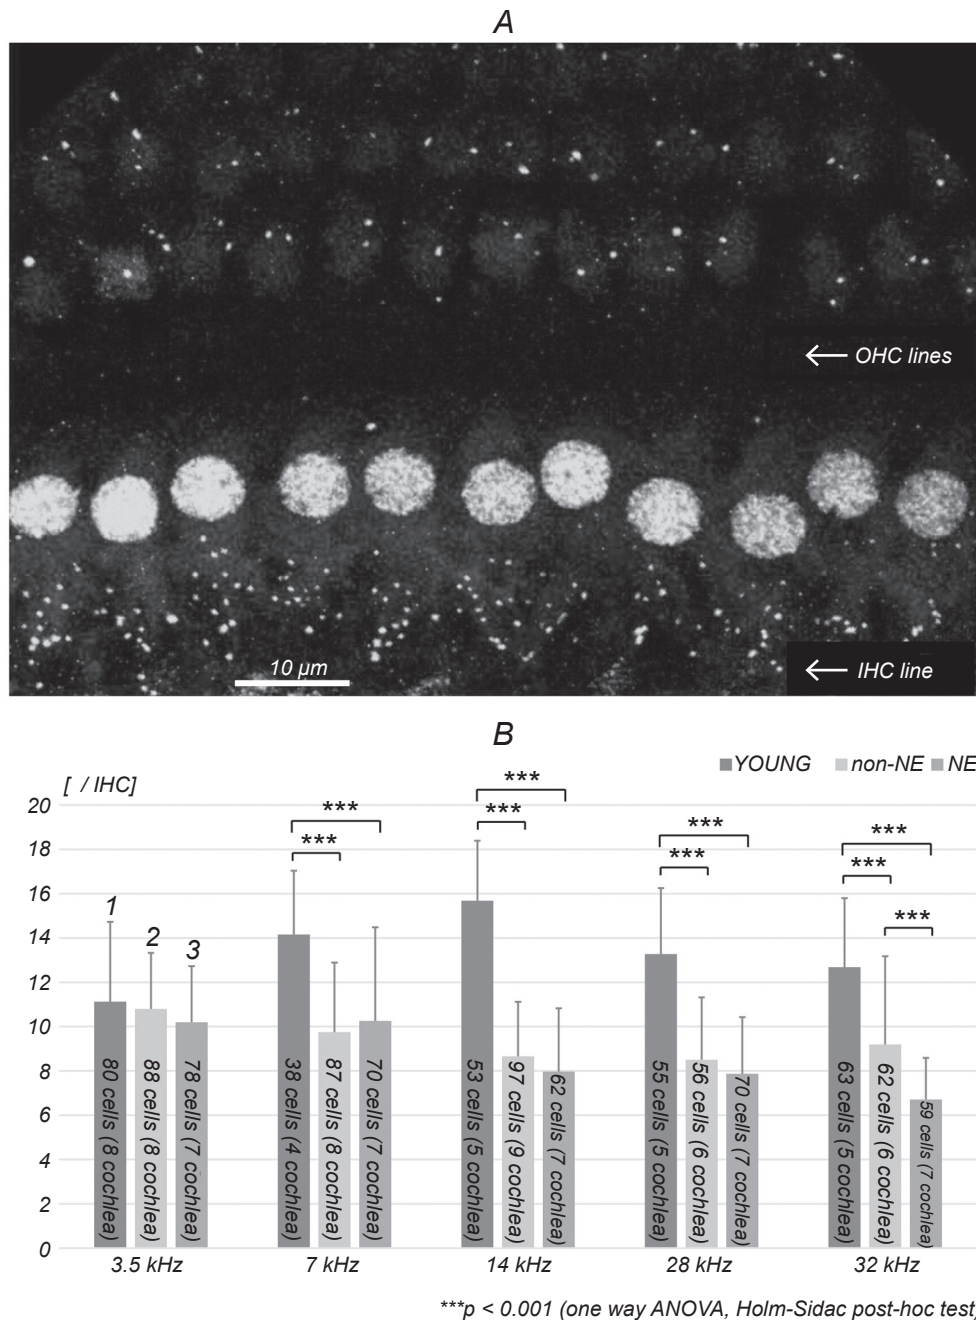 A
← OHC lines
10 µm
← IHC line
B
YOUNG non-NE NE
[ / IHC]
20
18
16
14
12
10
8
6
4
2
0
1
2
3
***
***
***
***
***
***
***
***
***
80 cells (8 cochlea)
88 cells (8 cochlea)
78 cells (7 cochlea)
38 cells (4 cochlea)
87 cells (8 cochlea)
70 cells (7 cochlea)
53 cells (5 cochlea)
97 cells (9 cochlea)
62 cells (7 cochlea)
55 cells (5 cochlea)
56 cells (6 cochlea)
70 cells (7 cochlea)
63 cells (5 cochlea)
62 cells (6 cochlea)
59 cells (7 cochlea)
3.5 kHz 7 kHz 14 kHz 28 kHz 32 kHz
***p < 0.001 (one way ANOVA, Holm-Sidac post-hoc test)